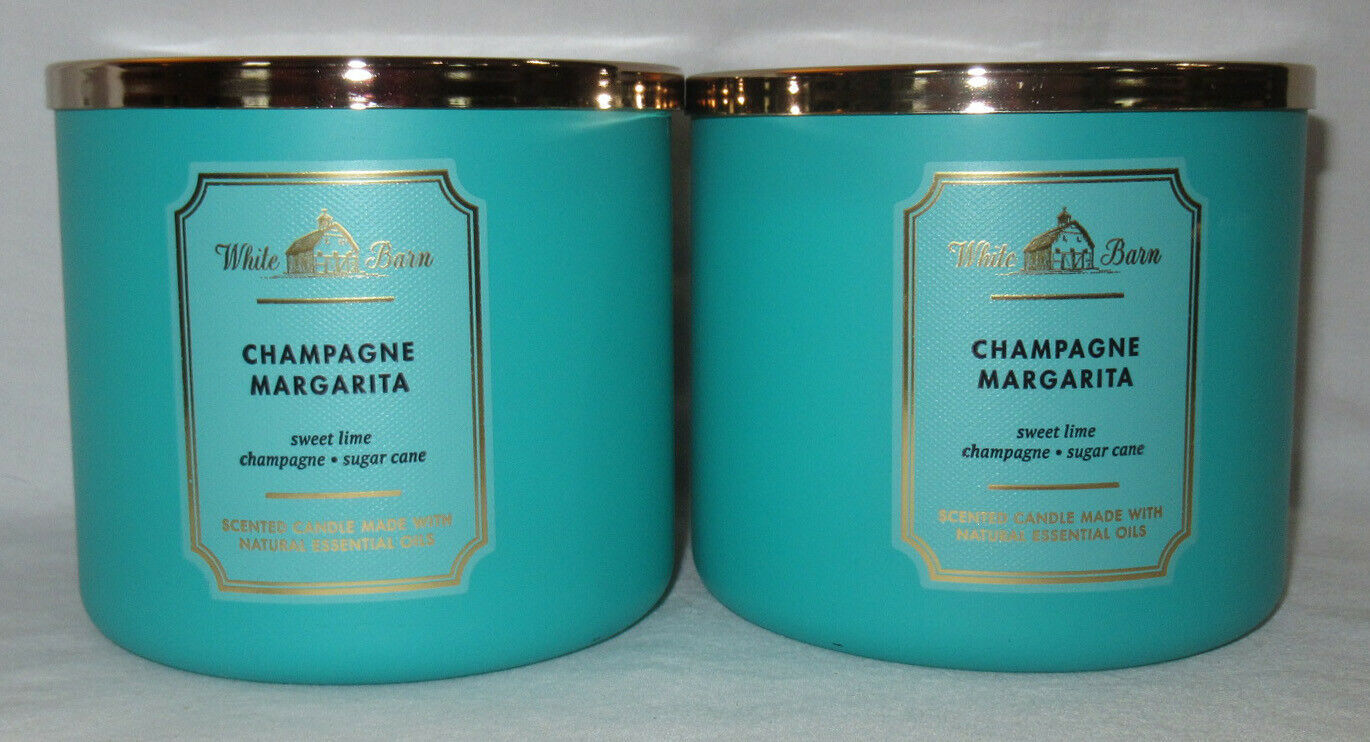 White Barn
CHAMPAGNE
MARGARITA
sweet lime
champagne • sugar cane
SCENTED CANDLE MADE WITH
NATURAL ESSENTIAL OILS
White Barn
CHAMPAGNE
MARGARITA
sweet lime
champagne • sugar cane
SCENTED CANDLE MADE WITH
NATURAL ESSENTIAL OILS